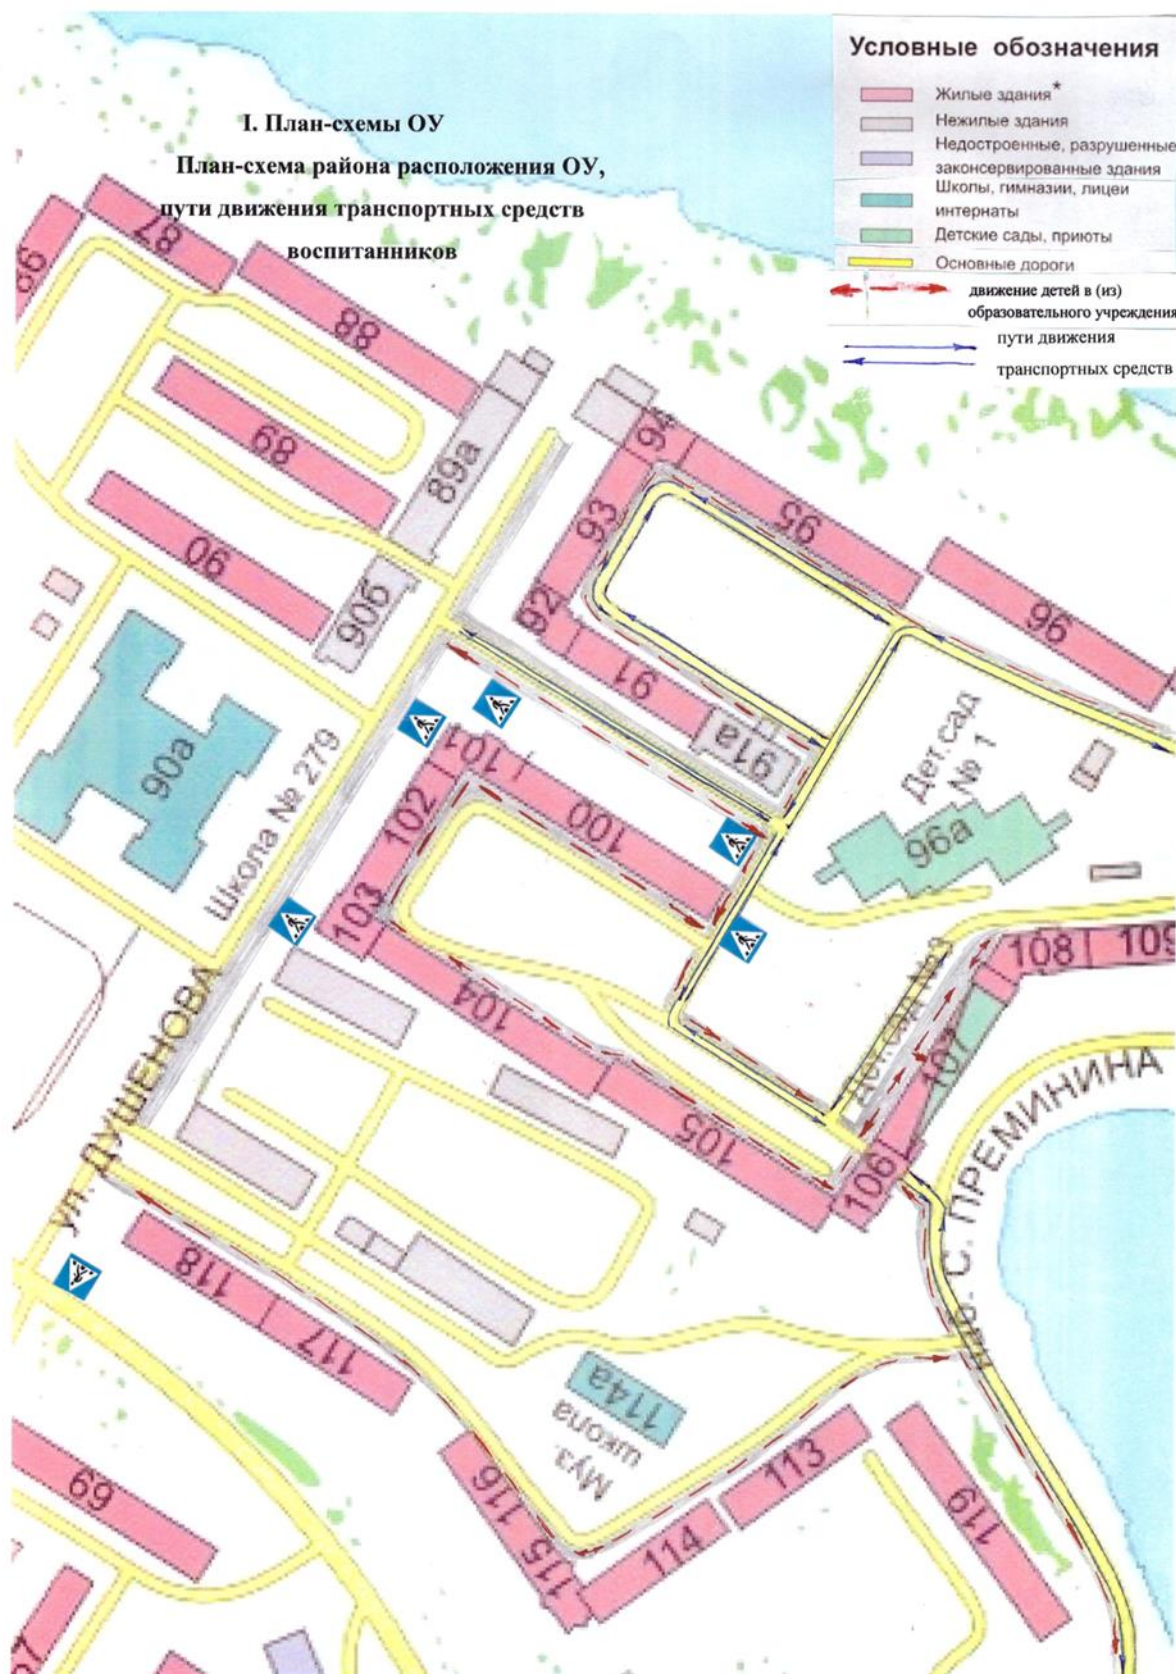 I. План-схемы ОУ
План-схема района расположения ОУ,
пути движения транспортных средств
воспитанников
Условные обозначения
Жилые здания*
Нежилые здания
Недостроенные, разрушенные
законсервированные здания
Школы, гимназии, лицеи
интернаты
Детские сады, приюты
Основные дороги
движение детей в (из)
образовательного учреждения
пути движения
транспортных средств
87
88
89
89а
90
90б
90а
Школа № 279
94
93
95
92
91
91а
96
Дет.сад
№ 1
96а
101
102
100
103
104
105
106
107
108
109
ул. ДУШЕНОВА
С. ПРЕМИНИНА
118
117
114а
Муз.
школа
116
115
114
113
119
69